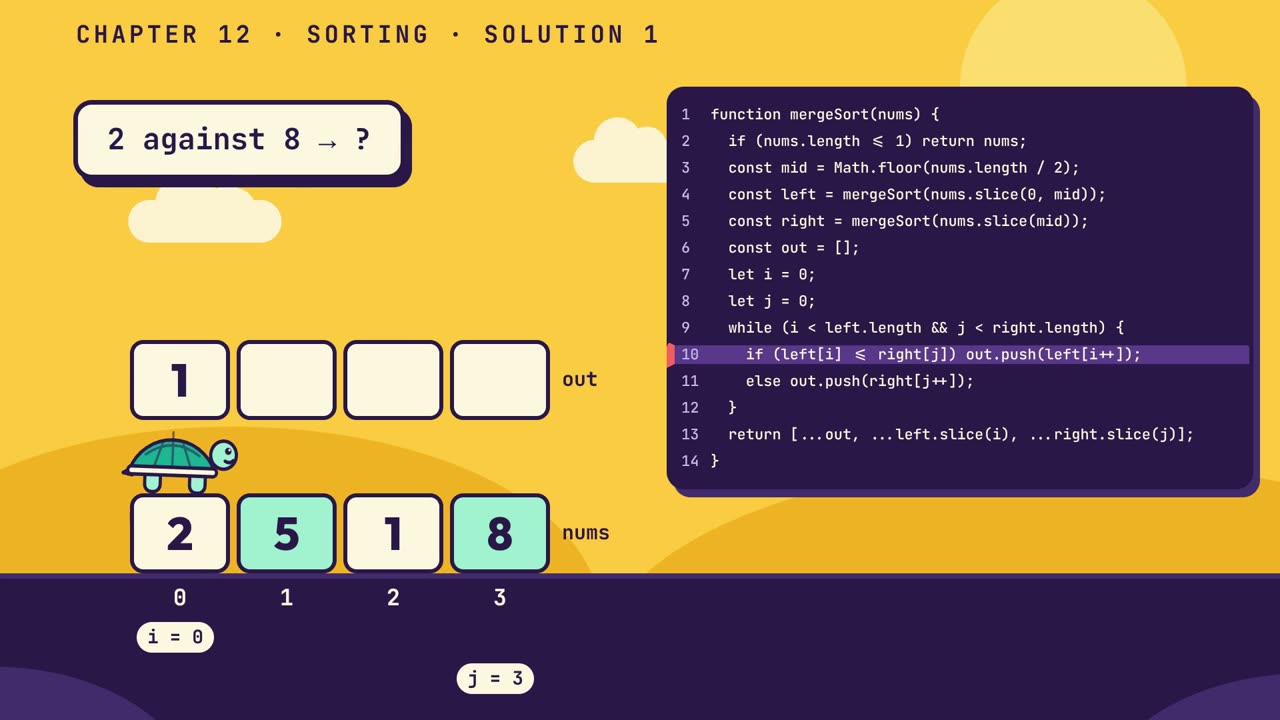 CHAPTER 12 · SORTING · SOLUTION 1
2 against 8 → ?
1 function mergeSort(nums) {
2 if (nums.length <= 1) return nums;
3 const mid = Math.floor(nums.length / 2);
4 const left = mergeSort(nums.slice(0, mid));
5 const right = mergeSort(nums.slice(mid));
6 const out = [];
7 let i = 0;
8 let j = 0;
9 while (i < left.length && j < right.length) {
10 if (left[i] <= right[j]) out.push(left[i++]);
11 else out.push(right[j++]);
12 }
13 return [...out, ...left.slice(i), ...right.slice(j)];
14 }
1 out
2 5 1 8 nums
0 1 2 3
i = 0
j = 3